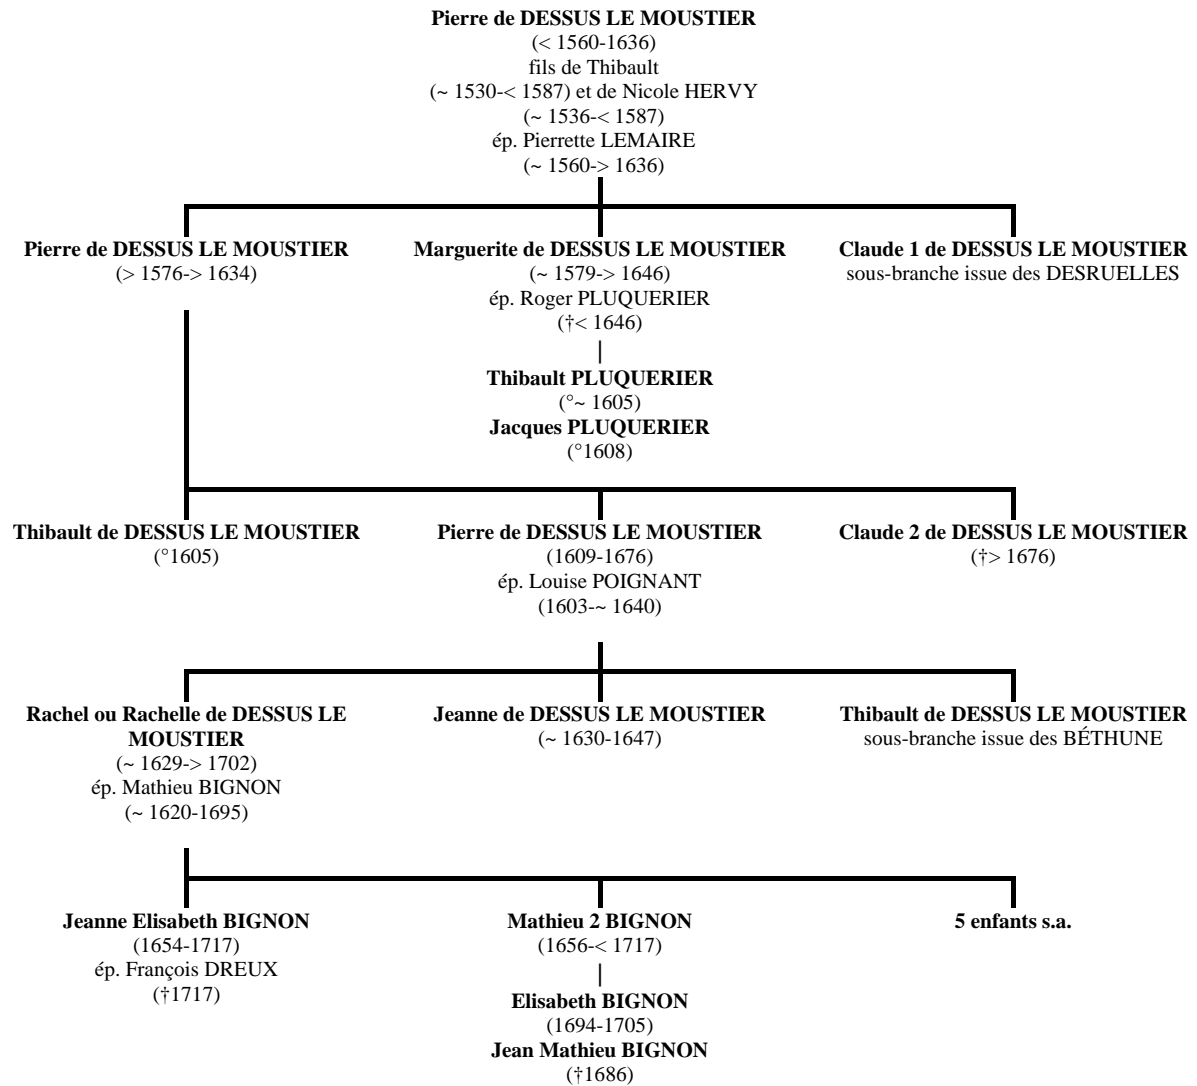 Pierre de DESSUS LE MOUSTIER
(< 1560-1636)
fils de Thibault
(~ 1530-< 1587) et de Nicole HERVY
(~ 1536-< 1587)
ép. Pierrette LEMAIRE
(~ 1560-> 1636)
Pierre de DESSUS LE MOUSTIER
(> 1576-> 1634)
Marguerite de DESSUS LE MOUSTIER
(~ 1579-> 1646)
ép. Roger PLUQUERIER
(†< 1646)
Thibault PLUQUERIER
(°~ 1605)
Jacques PLUQUERIER
(°1608)
Claude 1 de DESSUS LE MOUSTIER
sous-branche issue des DESRUELLES
Thibault de DESSUS LE MOUSTIER
(°1605)
Pierre de DESSUS LE MOUSTIER
(1609-1676)
ép. Louise POIGNANT
(1603-~ 1640)
Claude 2 de DESSUS LE MOUSTIER
(†> 1676)
Rachel ou Rachelle de DESSUS LE
MOUSTIER
(~ 1629-> 1702)
ép. Mathieu BIGNON
(~ 1620-1695)
Jeanne de DESSUS LE MOUSTIER
(~ 1630-1647)
Thibault de DESSUS LE MOUSTIER
sous-branche issue des BÉTHUNE
Jeanne Elisabeth BIGNON
(1654-1717)
ép. François DREUX
(†1717)
Mathieu 2 BIGNON
(1656-< 1717)
Elisabeth BIGNON
(1694-1705)
Jean Mathieu BIGNON
(†1686)
5 enfants s.a.